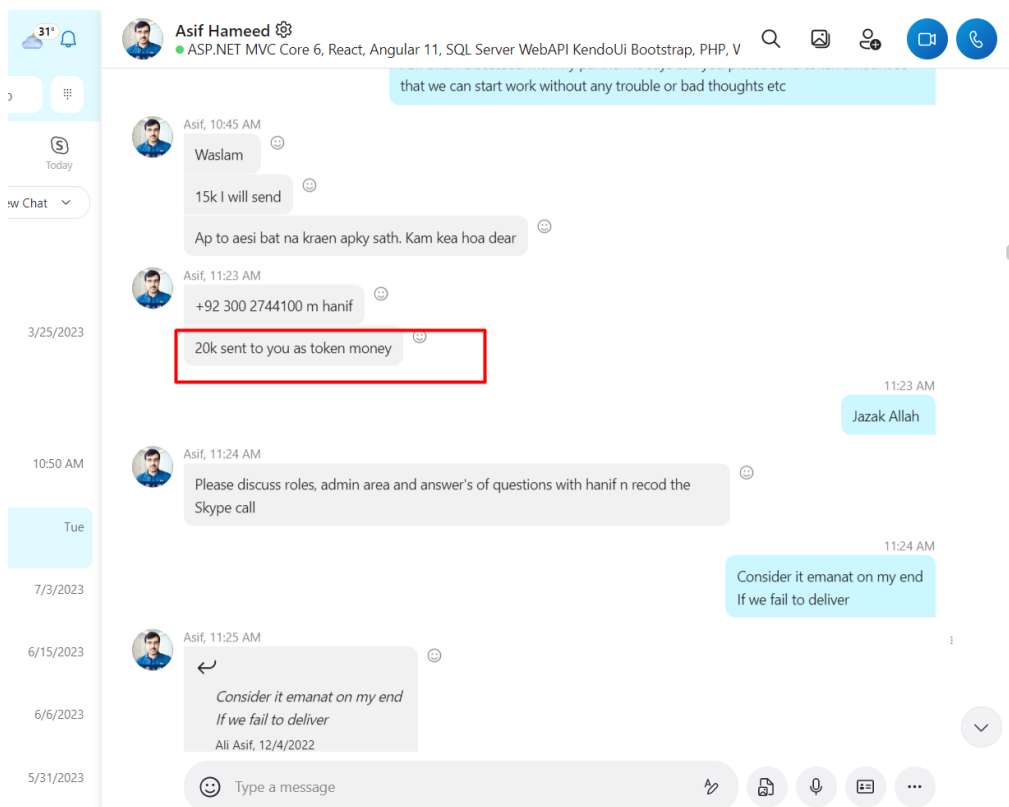 31°
Asif Hameed
ASP.NET MVC Core 6, React, Angular 11, SQL Server WebAPI KendoUi Bootstrap, PHP, V
that we can start work without any trouble or bad thoughts etc
Today
ew Chat
Asif, 10:45 AM
Waslam
15k I will send
Ap to aesi bat na kraen apky sath. Kam kea hoa dear
Asif, 11:23 AM
+92 300 2744100 m hanif
3/25/2023
20k sent to you as token money
11:23 AM
Jazak Allah
Asif, 11:24 AM
10:50 AM
Please discuss roles, admin area and answer's of questions with hanif n recod the
Skype call
Tue
11:24 AM
Consider it emanat on my end
If we fail to deliver
7/3/2023
Asif, 11:25 AM
6/15/2023
Consider it emanat on my end
If we fail to deliver
Ali Asif, 12/4/2022
6/6/2023
5/31/2023
Type a message